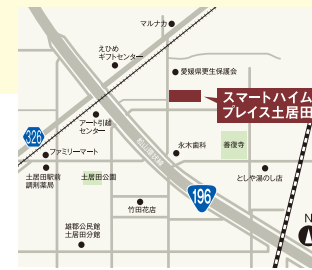 マルナカ
えひめ
ギフトセンター
愛媛県更生保護会
スマートハイム
プレイス土居田
アート引越
センター
326
ファミリーマート
永木歯科
善復寺
土居田駅前
調剤薬局
土居田公園
としや湯のし店
196
竹田花店
雄郡公民館
土居田分館
N